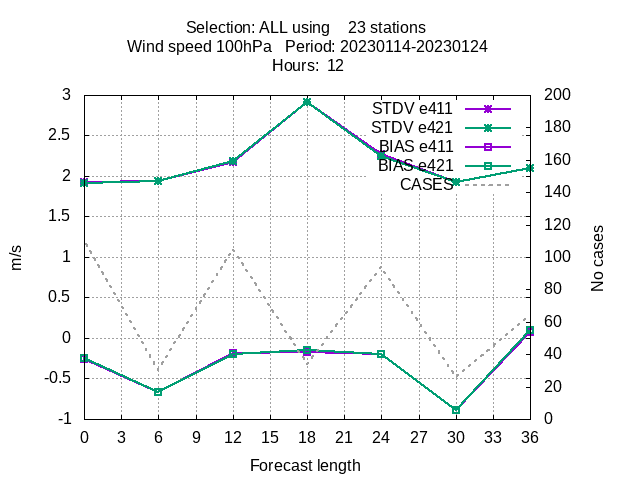 Selection: ALL using 23 stations
Wind speed 100hPa Period: 20230114-20230124
Hours: 12
3
2.5
2
1.5
1
0.5
0
-0.5
-1
m/s
STDV e411
STDV e421
BIAS e411
BIAS e421
CASES
200
180
160
140
120
100
80
60
40
20
0
No cases
0 3 6 9 12 15 18 21 24 27 30 33 36
Forecast length